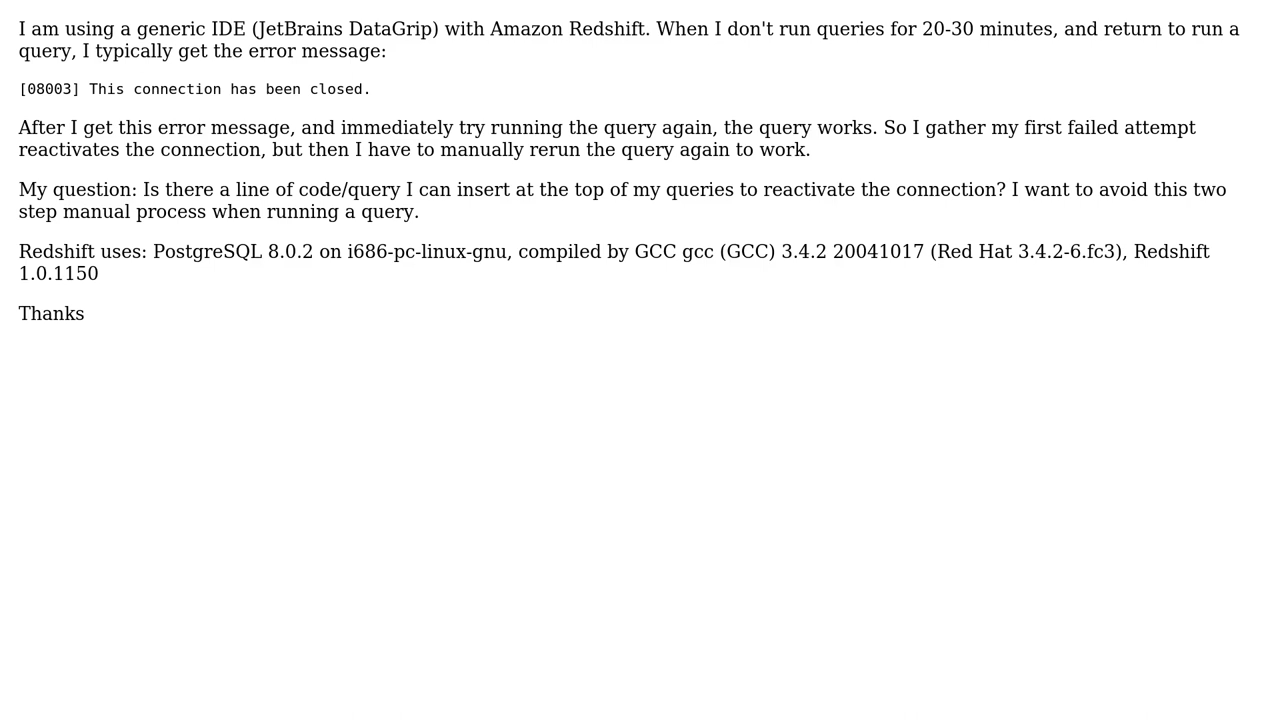 I am using a generic IDE (JetBrains DataGrip) with Amazon Redshift. When I don't run queries for 20-30 minutes, and return to run a
query, I typically get the error message:
[08003] This connection has been closed.
After I get this error message, and immediately try running the query again, the query works. So I gather my first failed attempt
reactivates the connection, but then I have to manually rerun the query again to work.
My question: Is there a line of code/query I can insert at the top of my queries to reactivate the connection? I want to avoid this two
step manual process when running a query.
Redshift uses: PostgreSQL 8.0.2 on i686-pc-linux-gnu, compiled by GCC gcc (GCC) 3.4.2 20041017 (Red Hat 3.4.2-6.fc3), Redshift
1.0.1150
Thanks